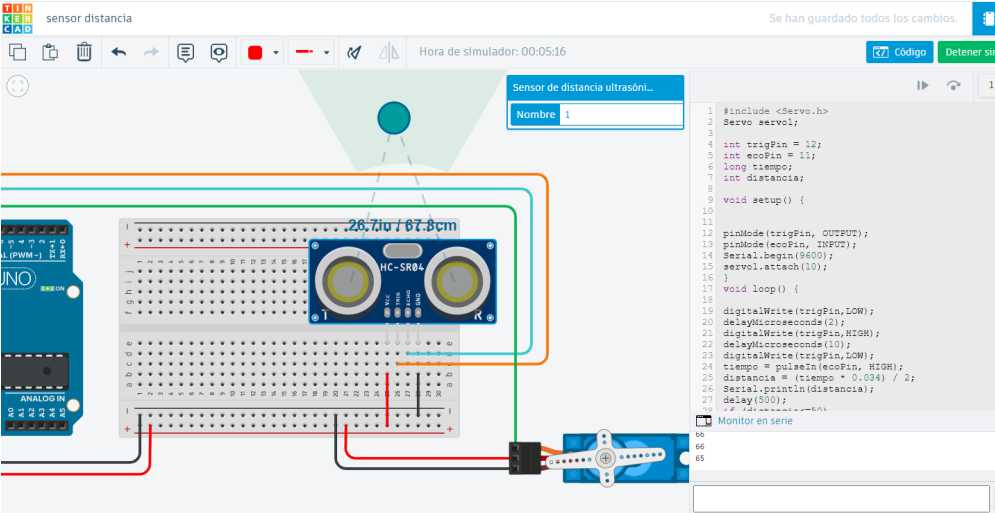 TIN
KER
CAD
sensor distancia
Se han guardado todos los cambios.
Hora de simulador: 00:05:16
</> Código
Detener si
Sensor de distancia ultrasóni...
Nombre 1
1
26.7in / 67.8cm
HC-SR04
VCC
TRIG
ECHO
GND
T
R
L (PWM ~)
TX→1
RX←0
UNO
ON
ANALOG IN
A0
A1
A2
A3
A4
A5
1 #include <Servo.h>
2 Servo servo1;
3
4 int trigPin = 12;
5 int ecoPin = 11;
6 long tiempo;
7 int distancia;
8
9 void setup() {
10
11
12 pinMode(trigPin, OUTPUT);
13 pinMode(ecoPin, INPUT);
14 Serial.begin(9600);
15 servo1.attach(10);
16 }
17 void loop() {
18
19 digitalWrite(trigPin,LOW);
20 delayMicroseconds(2);
21 digitalWrite(trigPin,HIGH);
22 delayMicroseconds(10);
23 digitalWrite(trigPin,LOW);
24 tiempo = pulseIn(ecoPin, HIGH);
25 distancia = (tiempo * 0.034) / 2;
26 Serial.println(distancia);
27 delay(500);
28 if (distancia<=50)
Monitor en serie
66
66
65